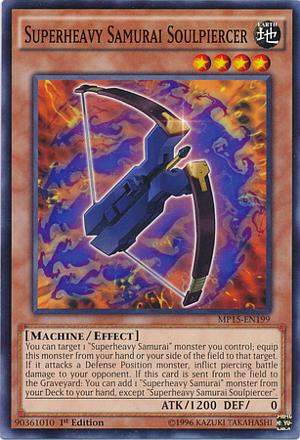 SUPERHEAVY SAMURAI SOULPIERCER
EARTH
地
MP15-EN199
[MACHINE / EFFECT]
You can target 1 "Superheavy Samurai" monster you control; equip
this monster from your hand or your side of the field to that target.
If it attacks a Defense Position monster, inflict piercing battle
damage to your opponent. If this card is sent from the field to
the Graveyard: You can add 1 "Superheavy Samurai" monster from
your Deck to your hand, except "Superheavy Samurai Soulpiercer".
ATK/1200 DEF/ 0
90361010 1st Edition ©1996 KAZUKI TAKAHASHI